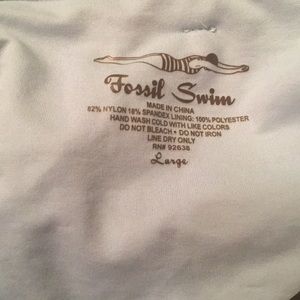 Fossil Swim
MADE IN CHINA
82% NYLON 18% SPANDEX LINING: 100% POLYESTER
HAND WASH COLD WITH LIKE COLORS
DO NOT BLEACH • DO NOT IRON
LINE DRY ONLY
RN# 92638
Large